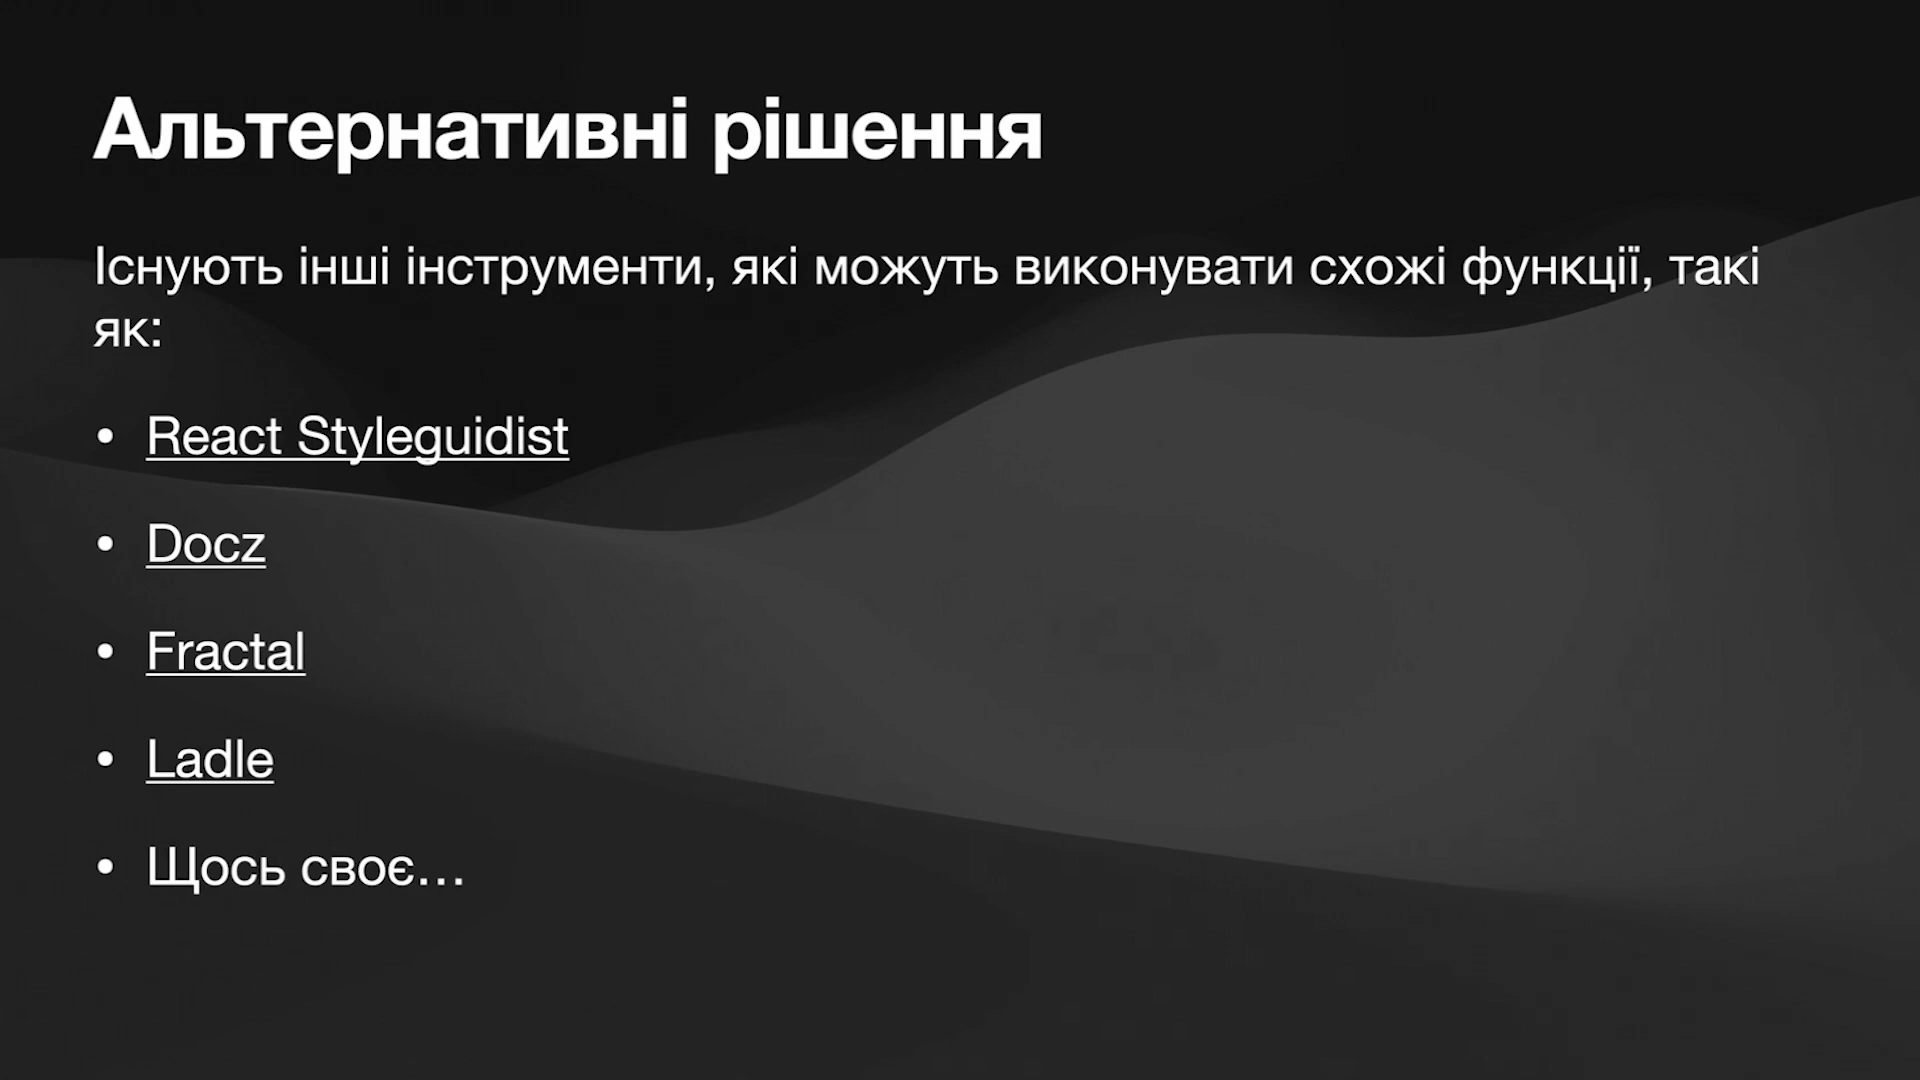 Альтернативні рішення
Існують інші інструменти, які можуть виконувати схожі функції, такі
як:
• React Styleguidist
• Docz
• Fractal
• Ladle
• Щось своє…